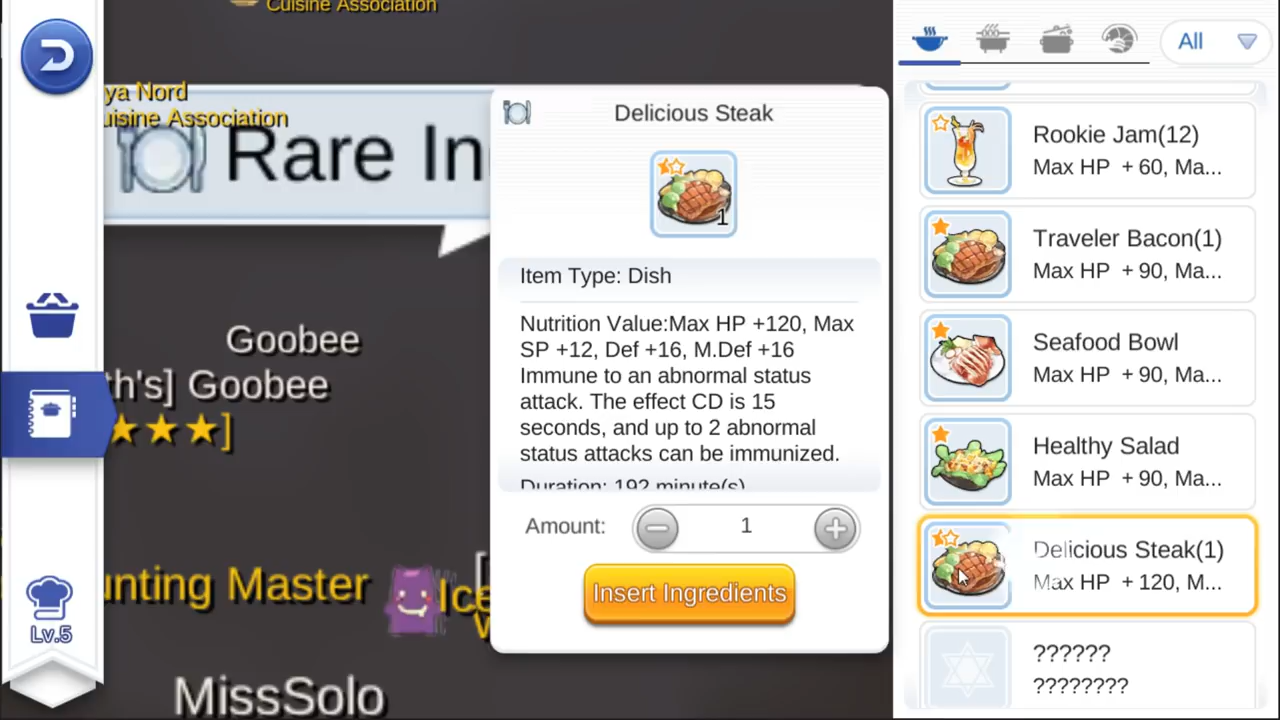 Cuisine Association
ya Nord
uisine Association
Rare In
Goobee
th's] Goobee
★★★]
unting Master
Ice
MissSolo
Lv.5
Delicious Steak
1
Item Type: Dish
Nutrition Value:Max HP +120, Max
SP +12, Def +16, M.Def +16
Immune to an abnormal status
attack. The effect CD is 15
seconds, and up to 2 abnormal
status attacks can be immunized.
Duration: 192 minute(s)
Amount:
1
Insert Ingredients
All
Rookie Jam(12)
Max HP + 60, Ma...
Traveler Bacon(1)
Max HP + 90, Ma...
Seafood Bowl
Max HP + 90, Ma...
Healthy Salad
Max HP + 90, Ma...
Delicious Steak(1)
Max HP + 120, M...
??????
????????